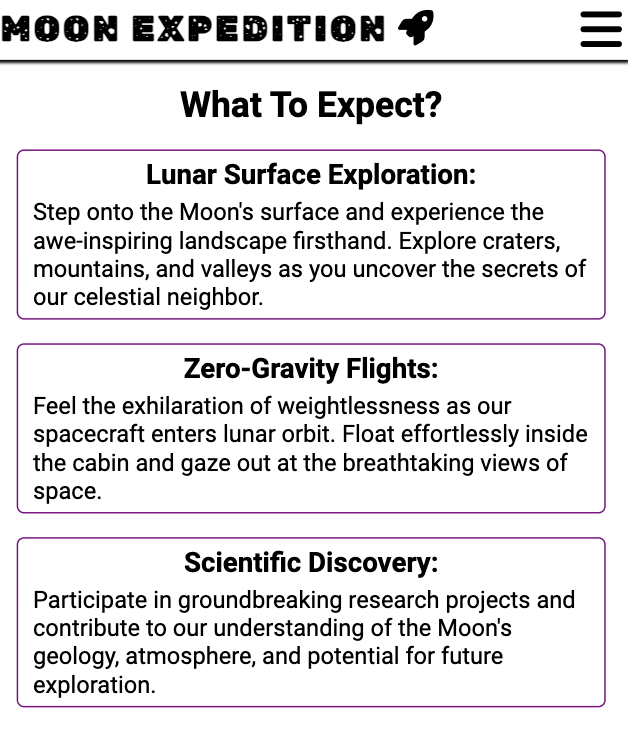 MOON EXPEDITION
What To Expect?
Lunar Surface Exploration:
Step onto the Moon's surface and experience the
awe-inspiring landscape firsthand. Explore craters,
mountains, and valleys as you uncover the secrets of
our celestial neighbor.
Zero-Gravity Flights:
Feel the exhilaration of weightlessness as our
spacecraft enters lunar orbit. Float effortlessly inside
the cabin and gaze out at the breathtaking views of
space.
Scientific Discovery:
Participate in groundbreaking research projects and
contribute to our understanding of the Moon's
geology, atmosphere, and potential for future
exploration.